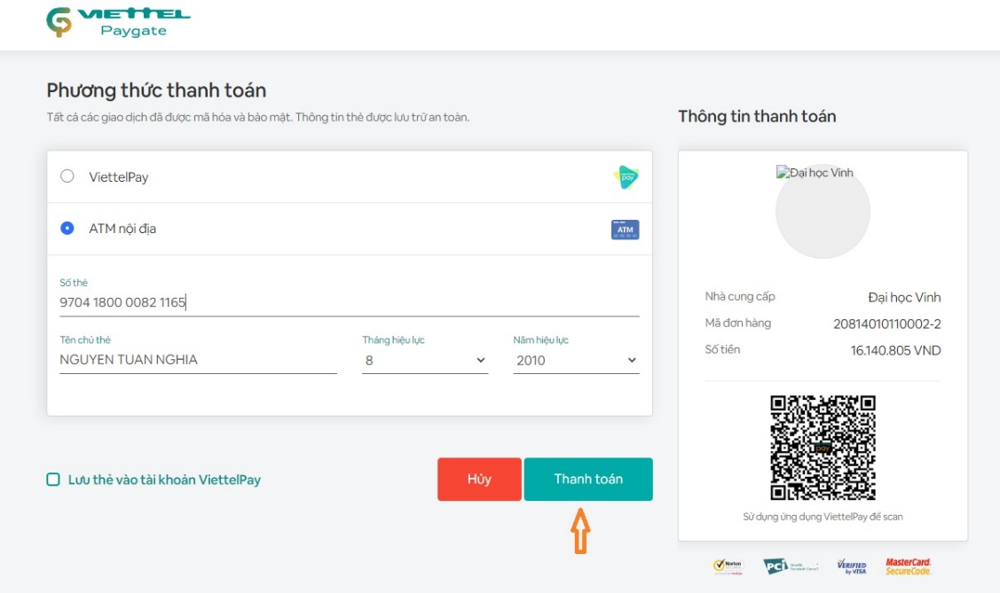 VIETTEL
Paygate
Phương thức thanh toán
Tất cả các giao dịch đã được mã hóa và bảo mật. Thông tin thẻ được lưu trữ an toàn.
ViettelPay
pay
ATM nội địa
ATM
Số thẻ
9704 1800 0082 1165
Tên chủ thẻ
Tháng hiệu lực
Năm hiệu lực
NGUYEN TUAN NGHIA
8
2010
Lưu thẻ vào tài khoản ViettelPay
Hủy
Thanh toán
Thông tin thanh toán
Đại học Vinh
Nhà cung cấp
Đại học Vinh
Mã đơn hàng
20814010110002-2
Số tiền
16.140.805 VND
pay
Sử dụng ứng dụng ViettelPay để scan
Norton
PCI
VERIFIED
by VISA
MasterCard.
SecureCode.